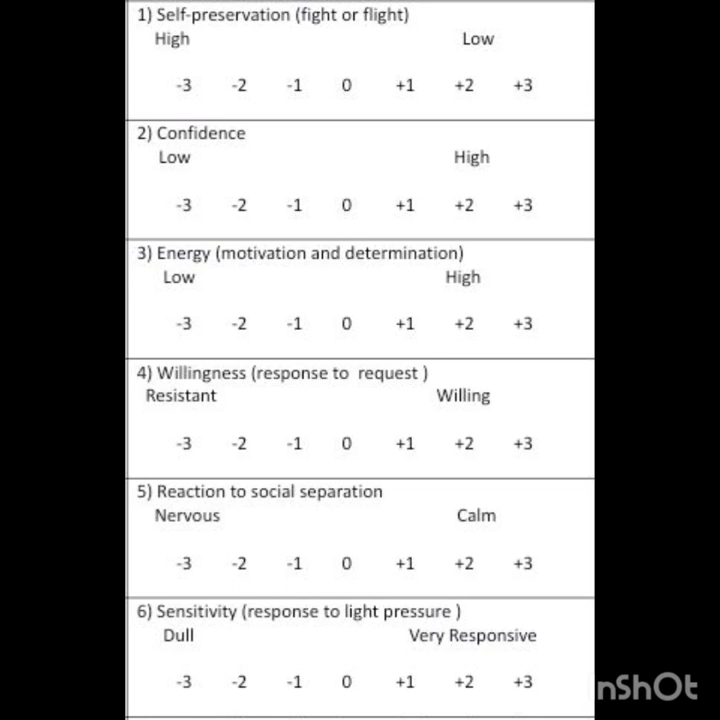 1) Self-preservation (fight or flight)
High Low
-3 -2 -1 0 +1 +2 +3
2) Confidence
Low High
-3 -2 -1 0 +1 +2 +3
3) Energy (motivation and determination)
Low High
-3 -2 -1 0 +1 +2 +3
4) Willingness (response to request )
Resistant Willing
-3 -2 -1 0 +1 +2 +3
5) Reaction to social separation
Nervous Calm
-3 -2 -1 0 +1 +2 +3
6) Sensitivity (response to light pressure )
Dull Very Responsive
-3 -2 -1 0 +1 +2 +3
nShOt